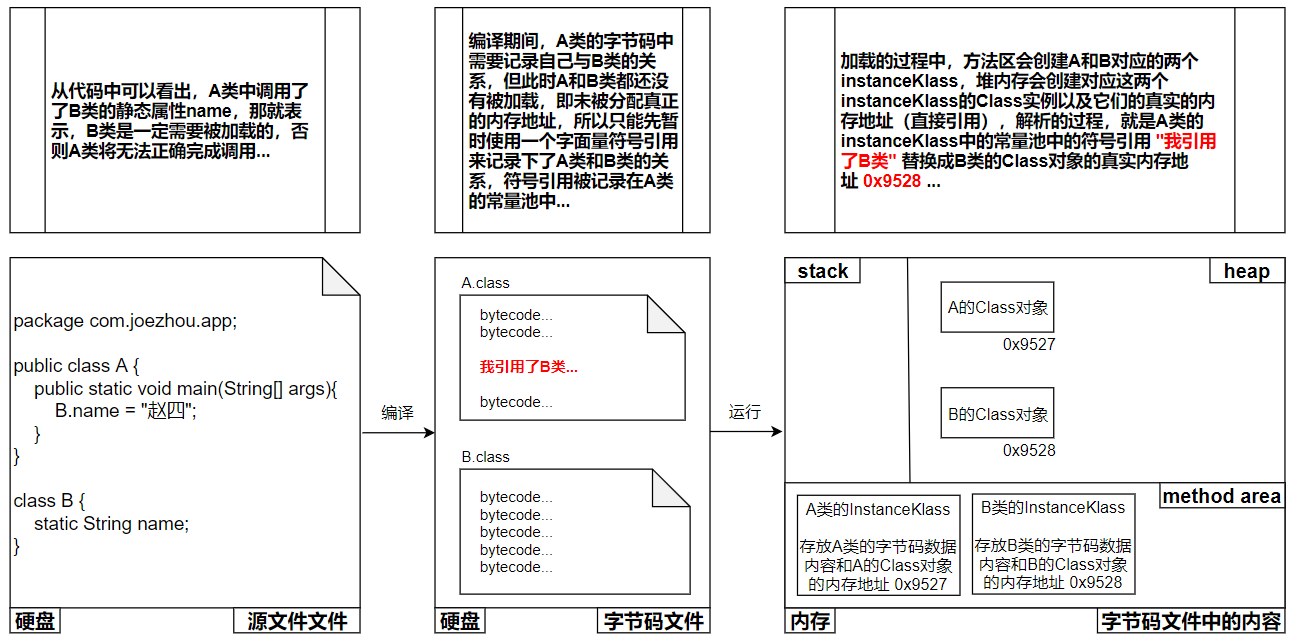 从代码中可以看出，A类中调用了
了B类的静态属性name，那就表
示，B类是一定需要被加载的，否
则A类将无法正确完成调用...
编译期间，A类的字节码中
需要记录自己与B类的关
系，但此时A和B类都还没
有被加载，即未被分配真正
的内存地址，所以只能先暂
时使用一个字面量符号引用
来记录下了A类和B类的关
系，符号引用被记录在A类
的常量池中...
加载的过程中，方法区会创建A和B对应的两个
instanceKlass，堆内存会创建对应这两个
instanceKlass的Class实例以及它们的真实的内
存地址（直接引用），解析的过程，就是A类的
instanceKlass中的常量池中的符号引用 "我引用
了B类" 替换成B类的Class对象的真实内存地
址 0x9528 ...
package com.joezhou.app;
public class A {
public static void main(String[] args){
B.name = "赵四";
}
}
class B {
static String name;
}
硬盘
源文件文件
编译
A.class
bytecode...
bytecode...
我引用了B类...
bytecode...
B.class
bytecode...
bytecode...
bytecode...
bytecode...
bytecode...
硬盘
字节码文件
运行
stack
heap
A的Class对象
0x9527
B的Class对象
0x9528
method area
A类的InstanceKlass
存放A类的字节码数据
内容和A的Class对象
的内存地址 0x9527
B类的InstanceKlass
存放B类的字节码数据
内容和B的Class对象
的内存地址 0x9528
内存
字节码文件中的内容